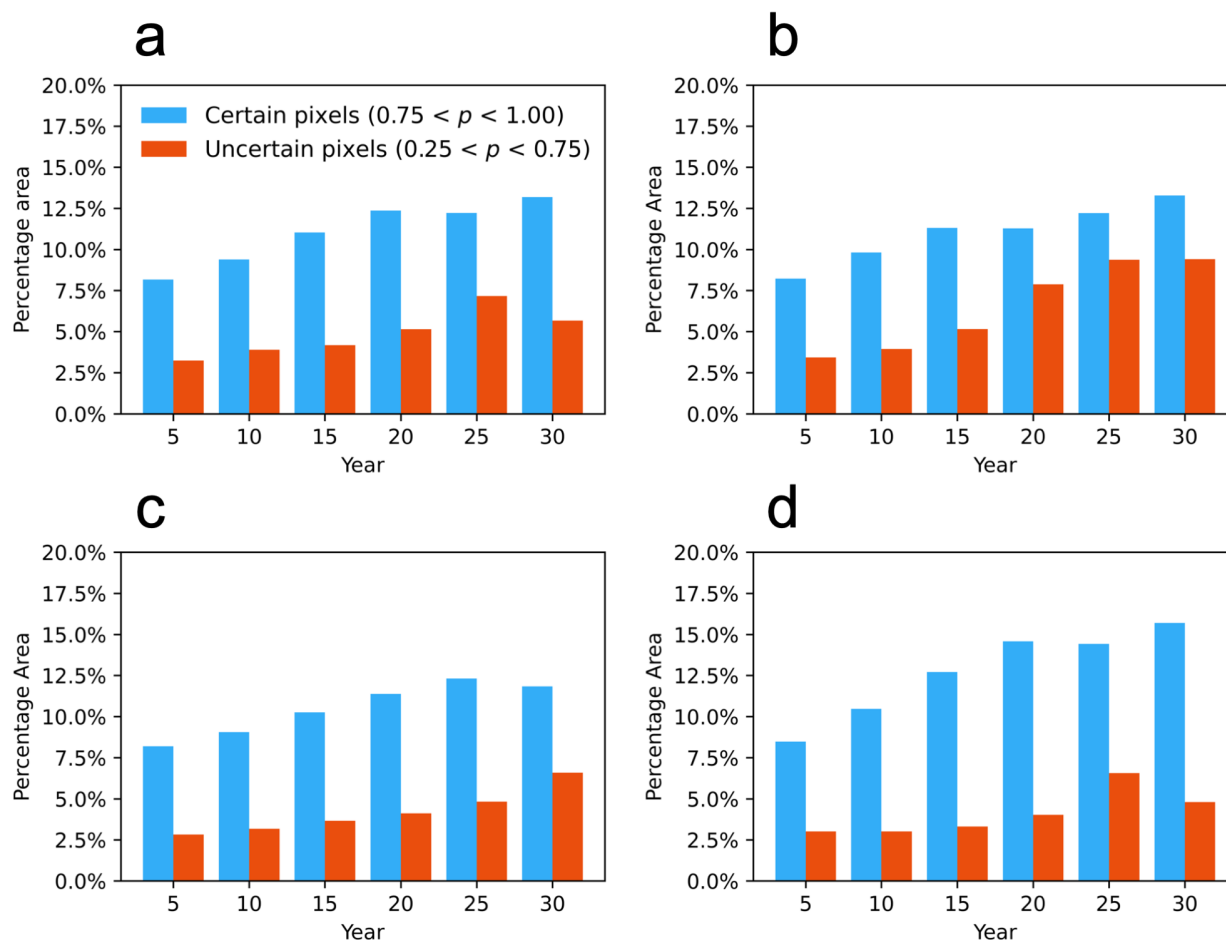 a
20.0%
17.5%
15.0%
12.5%
10.0%
7.5%
5.0%
2.5%
0.0%
Percentage area
Certain pixels (0.75 < p < 1.00)
Uncertain pixels (0.25 < p < 0.75)
5 10 15 20 25 30
Year
b
20.0%
17.5%
15.0%
12.5%
10.0%
7.5%
5.0%
2.5%
0.0%
Percentage Area
5 10 15 20 25 30
Year
c
20.0%
17.5%
15.0%
12.5%
10.0%
7.5%
5.0%
2.5%
0.0%
Percentage Area
5 10 15 20 25 30
Year
d
20.0%
17.5%
15.0%
12.5%
10.0%
7.5%
5.0%
2.5%
0.0%
Percentage Area
5 10 15 20 25 30
Year